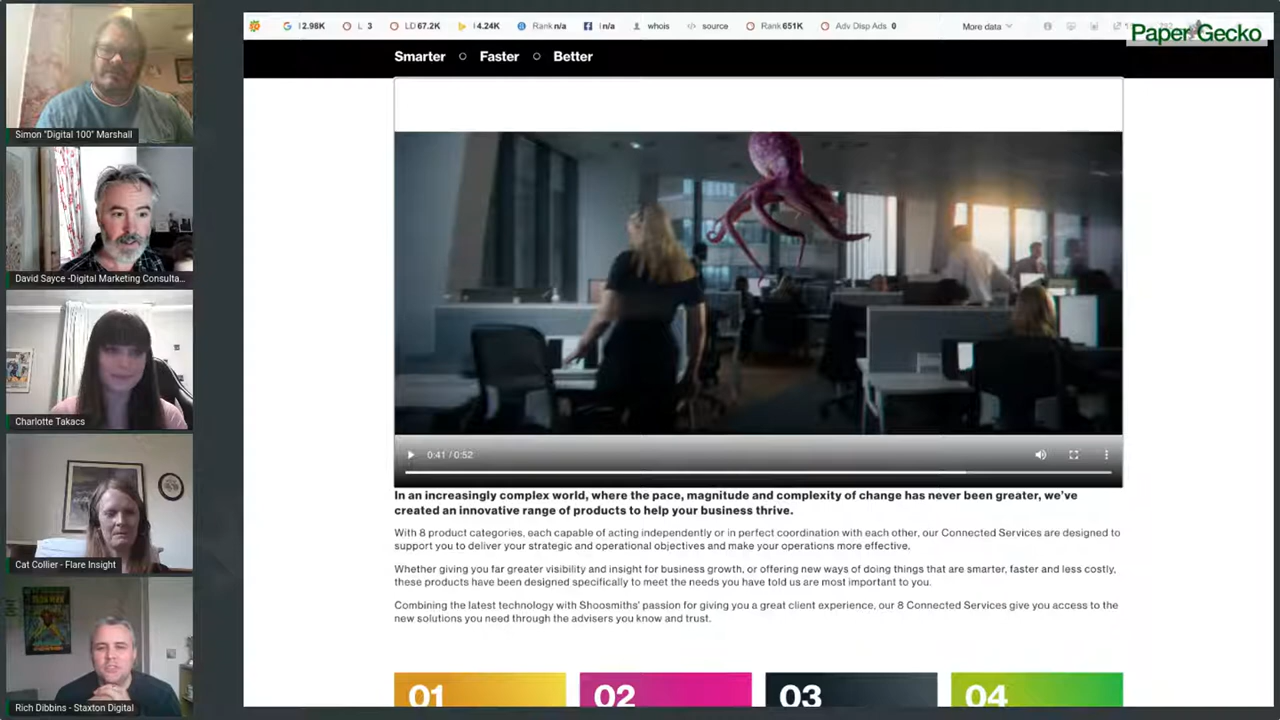 Simon "Digital 100" Marshall
David Sayce -Digital Marketing Consulta...
Charlotte Takacs
Cat Collier - Flare Insight
Rich Dibbins - Staxton Digital
I 2.98K L 3 LD 67.2K I 4.24K Rank n/a I n/a whois source Rank 651K Adv Disp Ads 0 More data
Paper Gecko
Smarter Faster Better
0:41 / 0:52
In an increasingly complex world, where the pace, magnitude and complexity of change has never been greater, we've
created an innovative range of products to help your business thrive.
With 8 product categories, each capable of acting independently or in perfect coordination with each other, our Connected Services are designed to
support you to deliver your strategic and operational objectives and make your operations more effective.
Whether giving you far greater visibility and insight for business growth, or offering new ways of doing things that are smarter, faster and less costly,
these products have been designed specifically to meet the needs you have told us are most important to you.
Combining the latest technology with Shoosmiths' passion for giving you a great client experience, our 8 Connected Services give you access to the
new solutions you need through the advisers you know and trust.
01 02 03 04